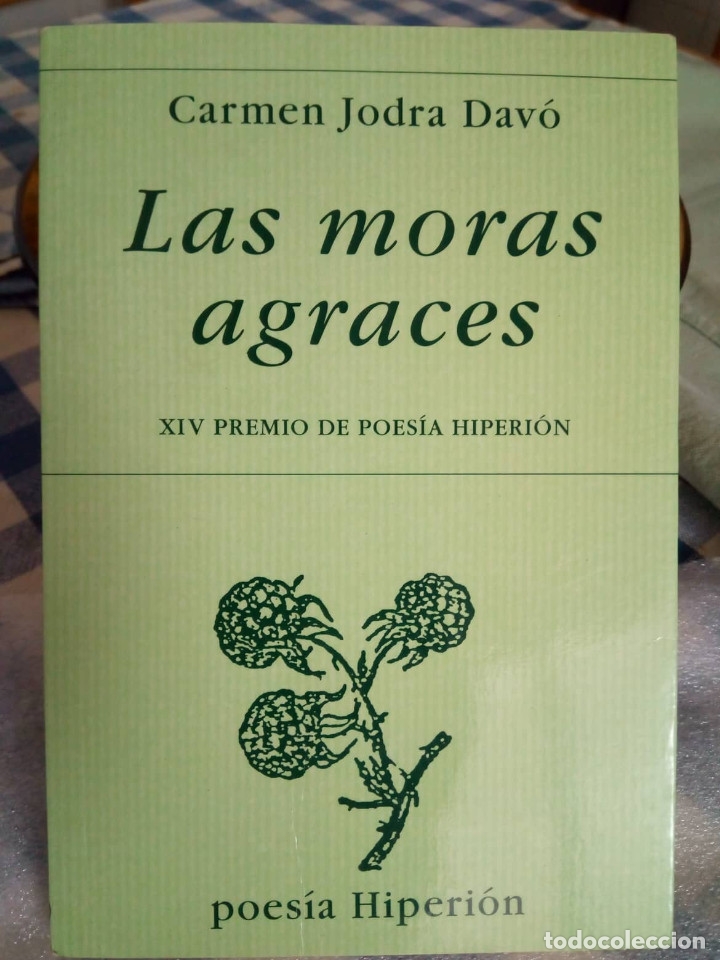 Carmen Jodra Davó
Las moras
agraces
XIV PREMIO DE POESÍA HIPERIÓN
poesía Hiperión
todocoleccion